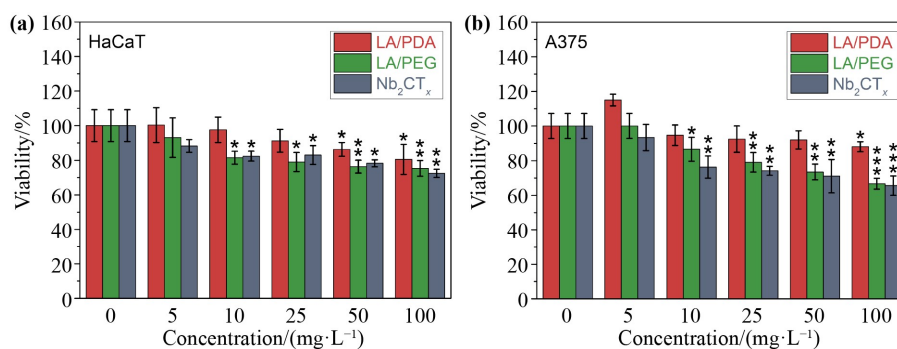 (a)
HaCaT
LA/PDA
LA/PEG
Nb₂CTₓ
Viability/%
160
140
120
100
80
60
40
20
0
* * * * * ** * * ** **
0 5 10 25 50 100
Concentration/(mg·L⁻¹)
(b)
A375
LA/PDA
LA/PEG
Nb₂CTₓ
Viability/%
160
140
120
100
80
60
40
20
0
* ** ** ** ** ** * *** ***
0 5 10 25 50 100
Concentration/(mg·L⁻¹)